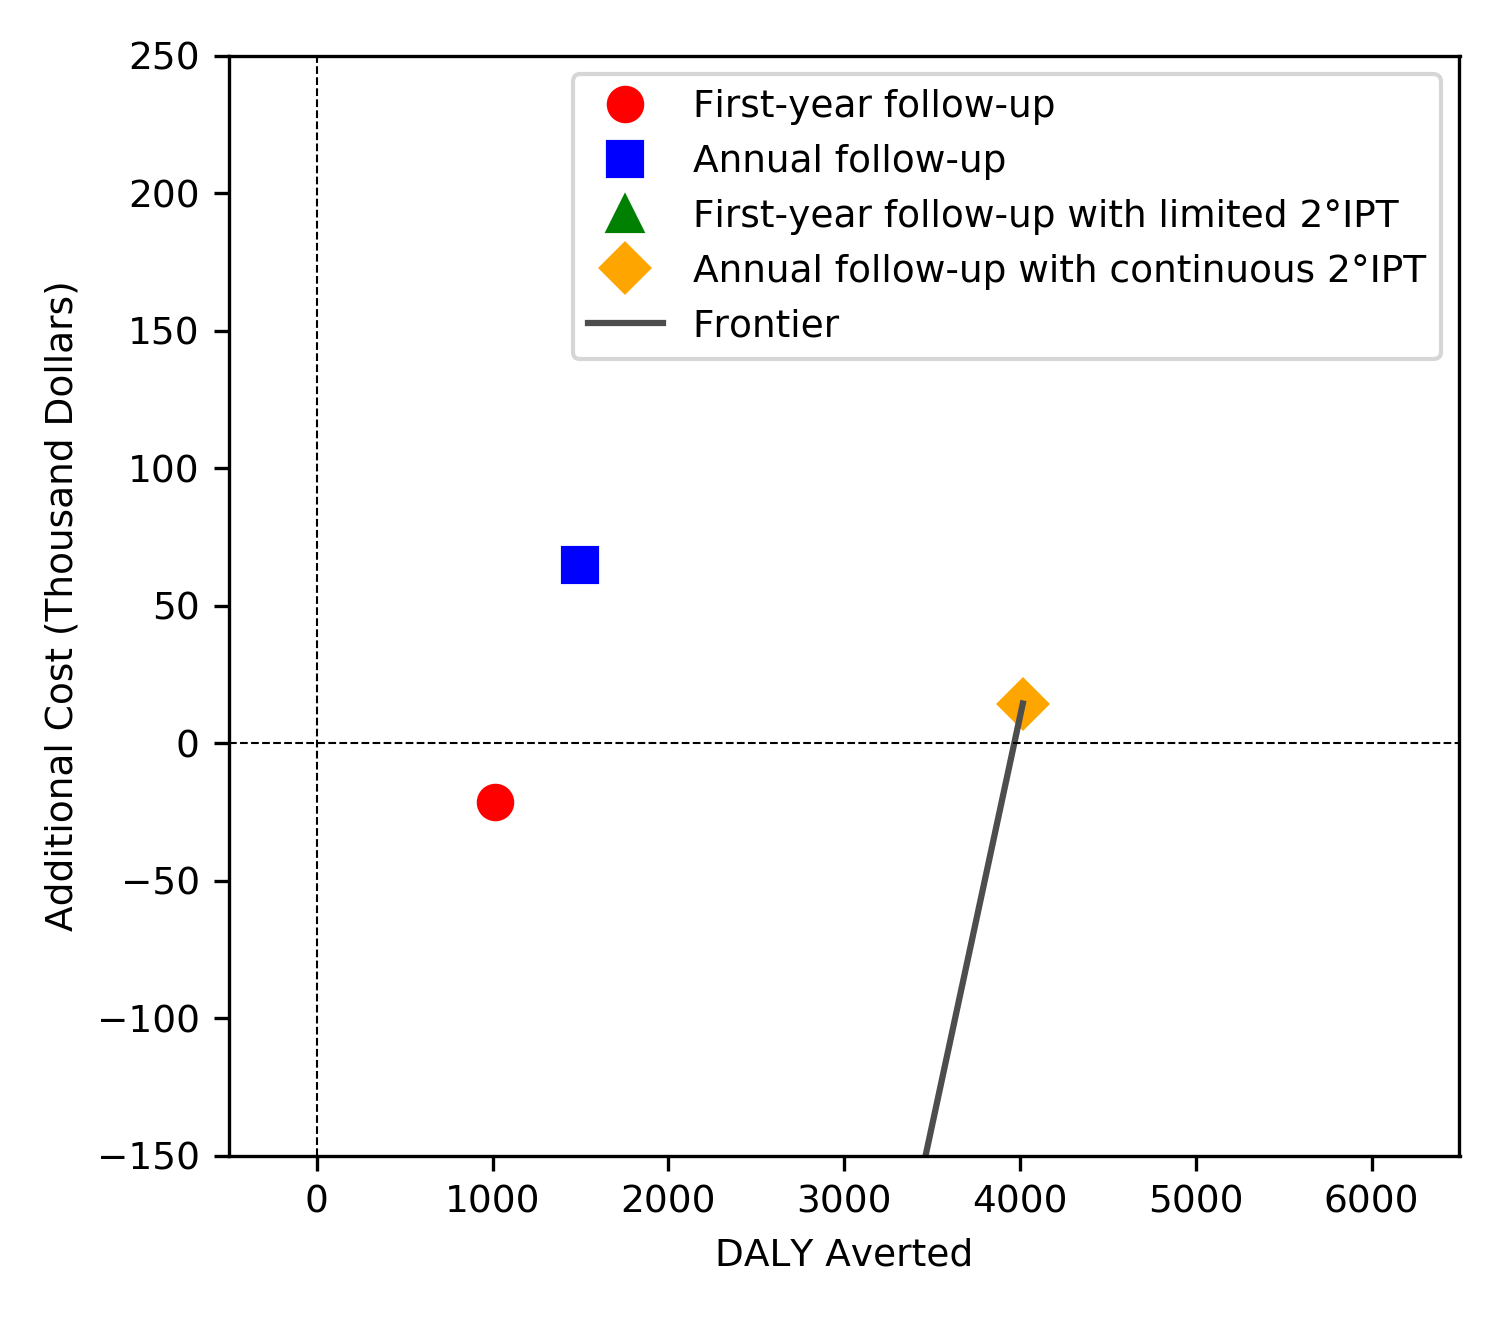 250
200
150
100
50
0
−50
−100
−150
Additional Cost (Thousand Dollars)
First-year follow-up
Annual follow-up
First-year follow-up with limited 2°IPT
Annual follow-up with continuous 2°IPT
Frontier
0 1000 2000 3000 4000 5000 6000
DALY Averted